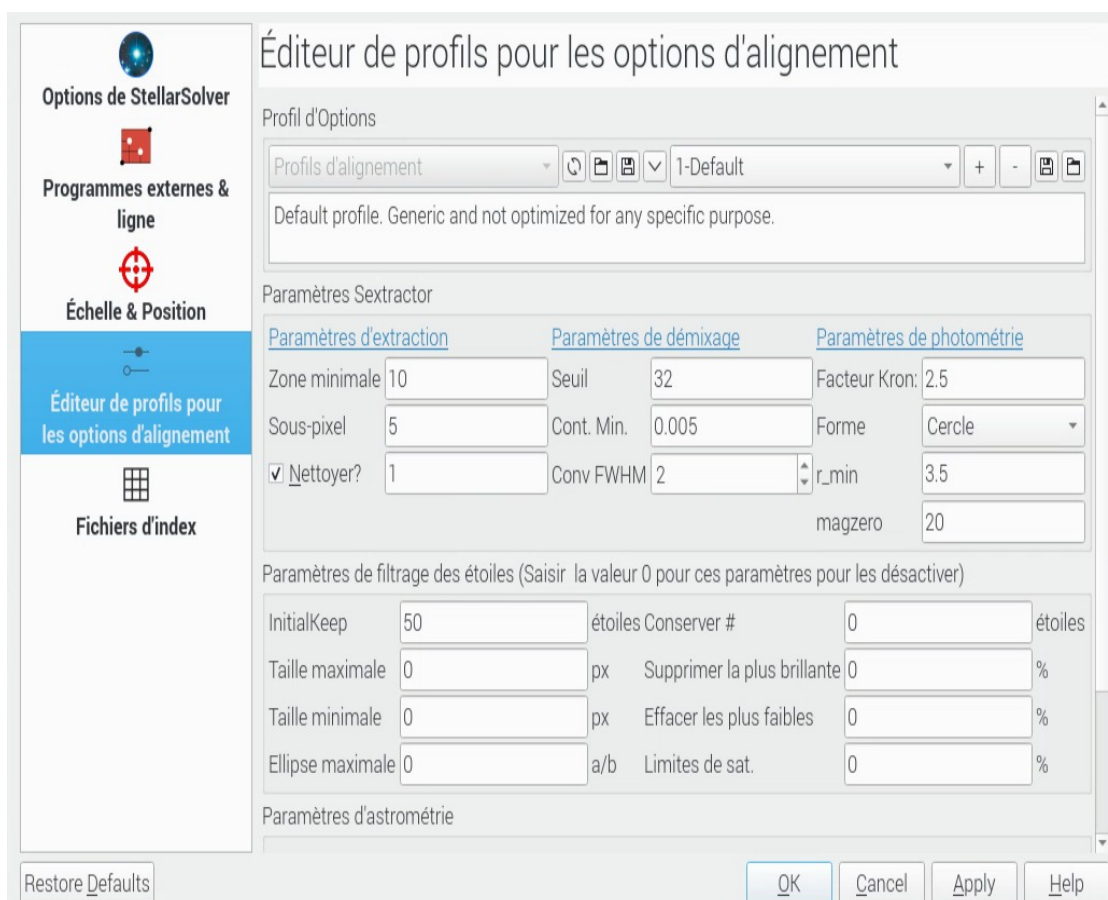 Options de StellarSolver
Programmes externes &
ligne
Échelle & Position
Éditeur de profils pour
les options d'alignement
Fichiers d'index
Éditeur de profils pour les options d'alignement
Profil d'Options
Profils d'alignement 1-Default + -
Default profile. Generic and not optimized for any specific purpose.
Paramètres Sextractor
Paramètres d'extraction Paramètres de démixage Paramètres de photométrie
Zone minimale 10 Seuil 32 Facteur Kron: 2.5
Sous-pixel 5 Cont. Min. 0.005 Forme Cercle
Nettoyer? 1 Conv FWHM 2 r_min 3.5
magzero 20
Paramètres de filtrage des étoiles (Saisir la valeur 0 pour ces paramètres pour les désactiver)
InitialKeep 50 étoiles Conserver # 0 étoiles
Taille maximale 0 px Supprimer la plus brillante 0 %
Taille minimale 0 px Effacer les plus faibles 0 %
Ellipse maximale 0 a/b Limites de sat. 0 %
Paramètres d'astrométrie
Restore Defaults OK Cancel Apply Help